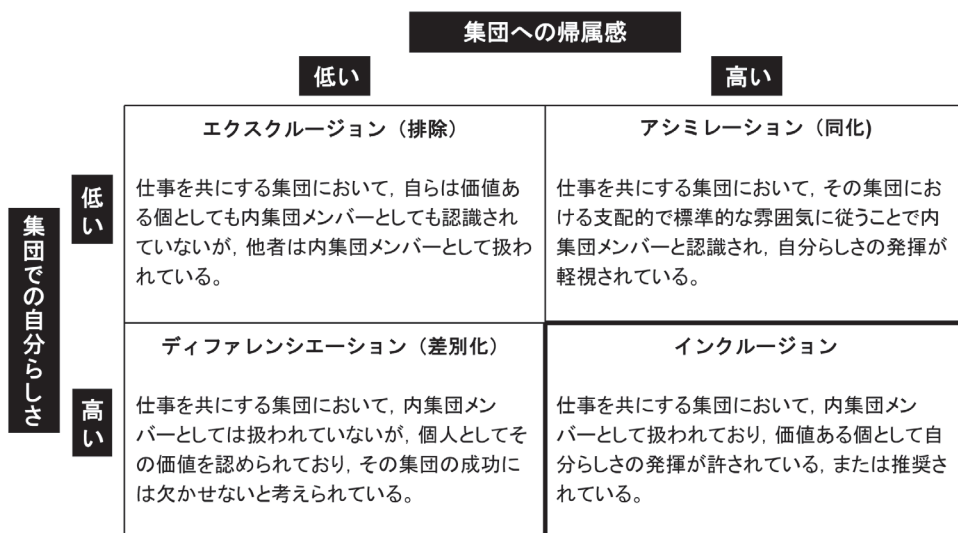 集団への帰属感
低い
高い
集団での自分らしさ
低い
エクスクルージョン（排除）
仕事を共にする集団において，自らは価値あ
る個としても内集団メンバーとしても認識され
ていないが，他者は内集団メンバーとして扱わ
れている。
アシミレーション（同化)
仕事を共にする集団において，その集団にお
ける支配的で標準的な雰囲気に従うことで内
集団メンバーと認識され，自分らしさの発揮が
軽視されている。
高い
ディファレンシエーション（差別化）
仕事を共にする集団において，内集団メン
バーとしては扱われていないが，個人としてそ
の価値を認められており，その集団の成功に
は欠かせないと考えられている。
インクルージョン
仕事を共にする集団において，内集団メン
バーとして扱われており，価値ある個として自
分らしさの発揮が許されている，または推奨さ
れている。